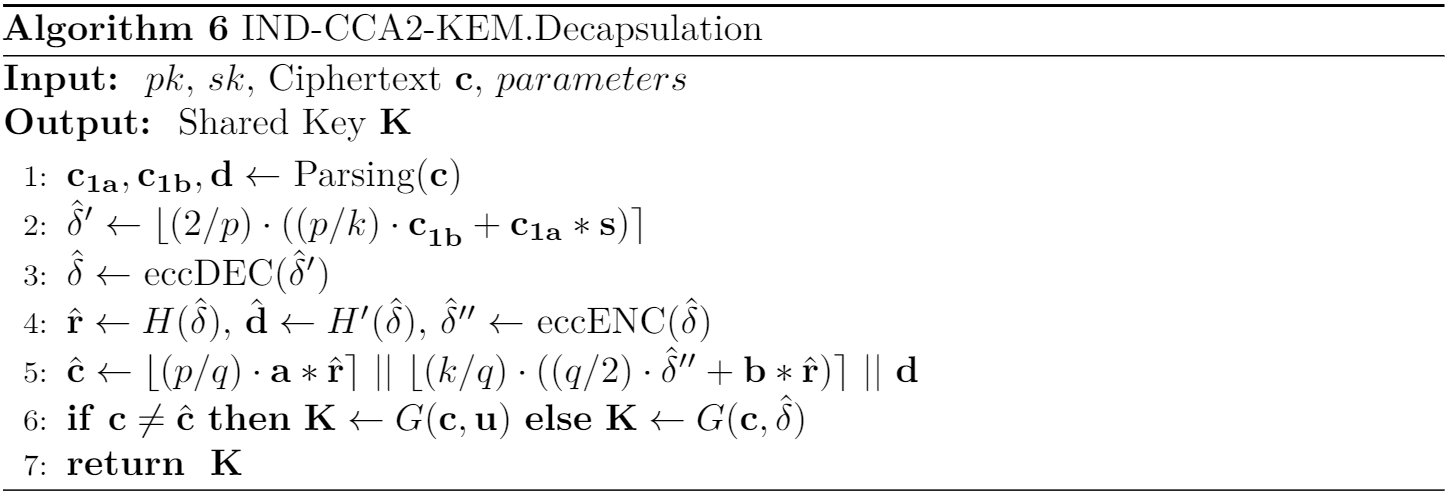 Algorithm 6 IND-CCA2-KEM.Decapsulation
Input: pk, sk, Ciphertext c, parameters
Output: Shared Key K
1: c₁ₐ, c₁b, d ← Parsing(c)
2: δ̂′ ← ⌊(2/p) · ((p/k) · c₁b + c₁ₐ ∗ s)⌉
3: δ̂ ← eccDEC(δ̂′)
4: r̂ ← H(δ̂), d̂ ← H′(δ̂), δ̂′′ ← eccENC(δ̂)
5: ĉ ← ⌊(p/q) · a ∗ r̂⌉ || ⌊(k/q) · ((q/2) · δ̂′′ + b ∗ r̂)⌉ || d
6: if c ≠ ĉ then K ← G(c, u) else K ← G(c, δ̂)
7: return K